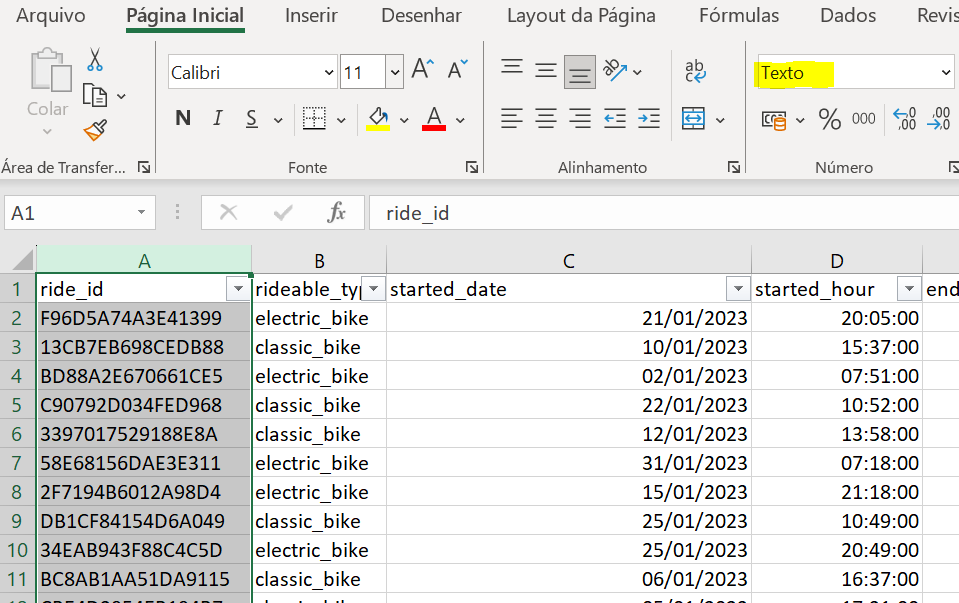 Arquivo Página Inicial Inserir Desenhar Layout da Página Fórmulas Dados Revis
Colar
Calibri 11
N I S A
ab
Texto
% 000
Área de Transfer... Fonte Alinhamento Número
A1 fx ride_id
A B C D
1 ride_id rideable_ty started_date started_hour end
2 F96D5A74A3E41399 electric_bike 21/01/2023 20:05:00
3 13CB7EB698CEDB88 classic_bike 10/01/2023 15:37:00
4 BD88A2E670661CE5 electric_bike 02/01/2023 07:51:00
5 C90792D034FED968 classic_bike 22/01/2023 10:52:00
6 3397017529188E8A classic_bike 12/01/2023 13:58:00
7 58E68156DAE3E311 electric_bike 31/01/2023 07:18:00
8 2F7194B6012A98D4 electric_bike 15/01/2023 21:18:00
9 DB1CF84154D6A049 classic_bike 25/01/2023 10:49:00
10 34EAB943F88C4C5D electric_bike 25/01/2023 20:49:00
11 BC8AB1AA51DA9115 classic_bike 06/01/2023 16:37:00